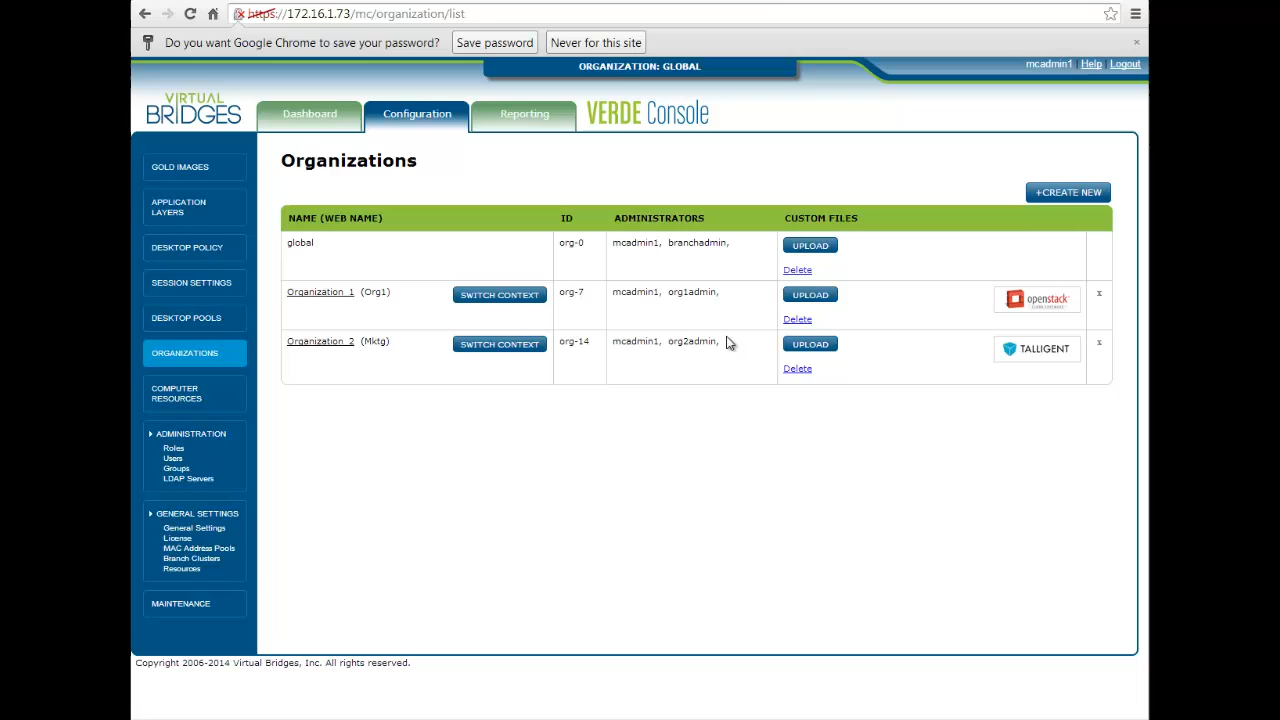 https://172.16.1.73/mc/organization/list
Do you want Google Chrome to save your password? Save password Never for this site ×
ORGANIZATION: GLOBAL
mcadmin1 | Help | Logout
VIRTUAL
BRIDGES
Dashboard Configuration Reporting VERDE Console
Organizations
+CREATE NEW
NAME (WEB NAME) ID ADMINISTRATORS CUSTOM FILES
global org-0 mcadmin1, branchadmin, UPLOAD
Delete
Organization_1 (Org1) SWITCH CONTEXT org-7 mcadmin1, org1admin, UPLOAD openstack x
Delete
Organization_2 (Mktg) SWITCH CONTEXT org-14 mcadmin1, org2admin, UPLOAD TALLIGENT x
Delete
GOLD IMAGES
APPLICATION
LAYERS
DESKTOP POLICY
SESSION SETTINGS
DESKTOP POOLS
ORGANIZATIONS
COMPUTER
RESOURCES
ADMINISTRATION
Roles
Users
Groups
LDAP Servers
GENERAL SETTINGS
General Settings
License
MAC Address Pools
Branch Clusters
Resources
MAINTENANCE
Copyright 2006-2014 Virtual Bridges, Inc. All rights reserved.